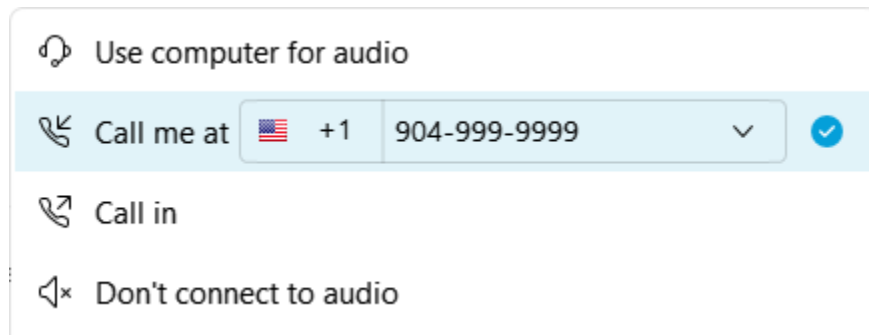 Use computer for audio
Call me at +1 904-999-9999
Call in
Don't connect to audio